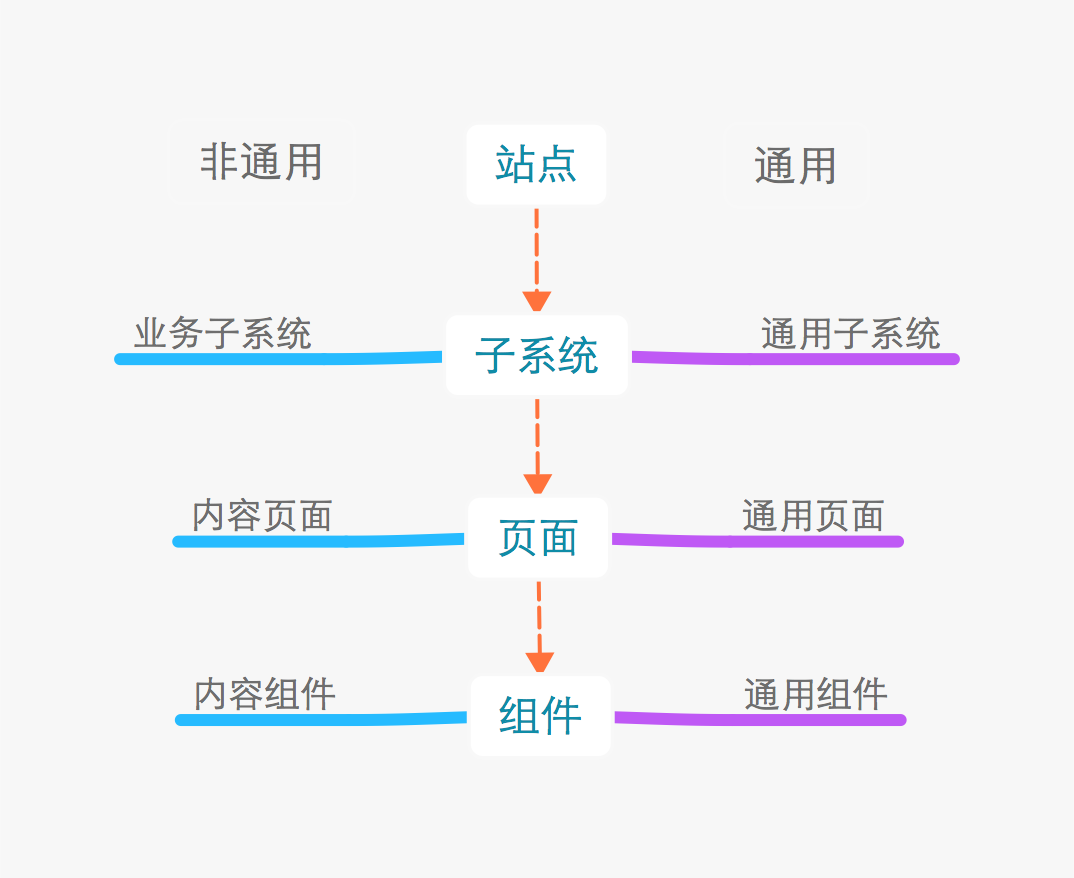 非通用
站点
通用
业务子系统
子系统
通用子系统
内容页面
页面
通用页面
内容组件
组件
通用组件